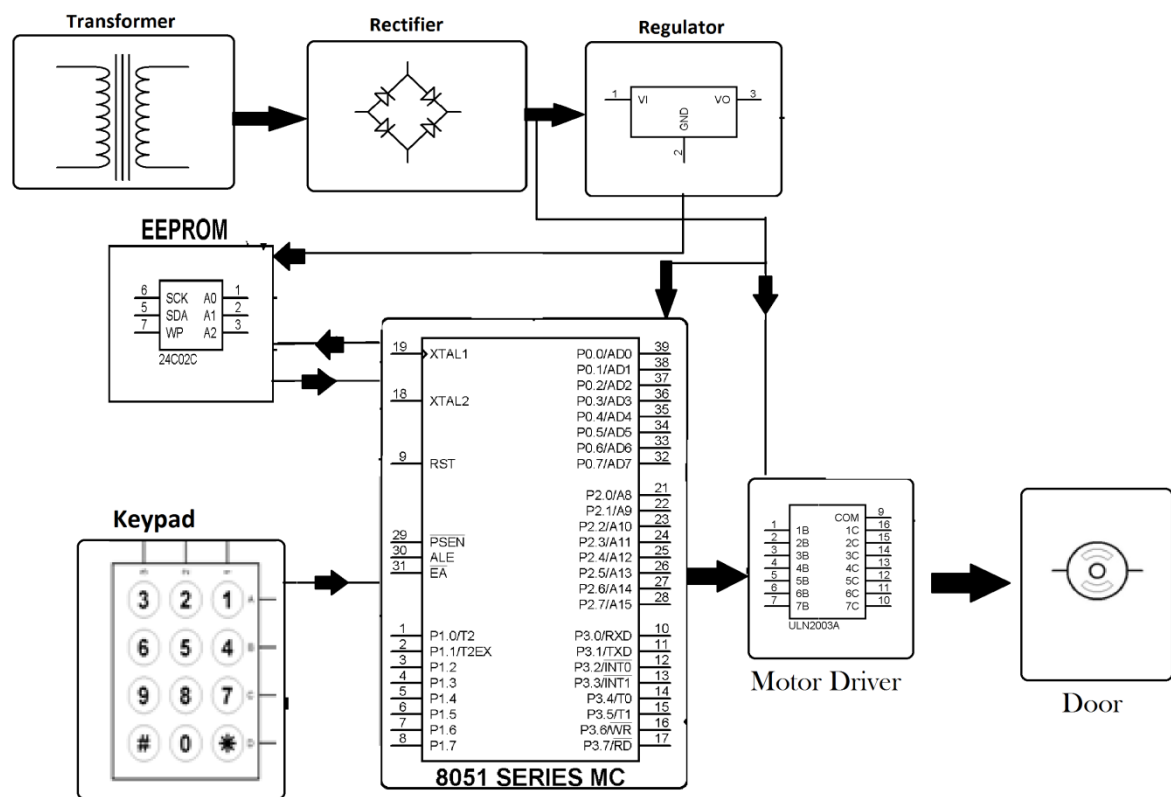 Transformer
Rectifier
Regulator
1 VI VO 3
GND
2
EEPROM
6 SCK A0 1
5 SDA A1 2
7 WP A2 3
24C02C
19 XTAL1 P0.0/AD0 39
P0.1/AD1 38
P0.2/AD2 37
18 XTAL2 P0.3/AD3 36
P0.4/AD4 35
P0.5/AD5 34
P0.6/AD6 33
9 RST P0.7/AD7 32
P2.0/A8 21
P2.1/A9 22
P2.2/A10 23
29 PSEN P2.3/A11 24
30 ALE P2.4/A12 25
31 EA P2.5/A13 26
P2.6/A14 27
P2.7/A15 28
1 P1.0/T2 P3.0/RXD 10
2 P1.1/T2EX P3.1/TXD 11
3 P1.2 P3.2/INT0 12
4 P1.3 P3.3/INT1 13
5 P1.4 P3.4/T0 14
6 P1.5 P3.5/T1 15
7 P1.6 P3.6/WR 16
8 P1.7 P3.7/RD 17
8051 SERIES MC
Keypad
3 2 1 A
6 5 4 B
9 8 7 C
# 0 * D
COM 9
1 1B 1C 16
2 2B 2C 15
3 3B 3C 14
4 4B 4C 13
5 5B 5C 12
6 6B 6C 11
7 7B 7C 10
ULN2003A
Motor Driver
Door